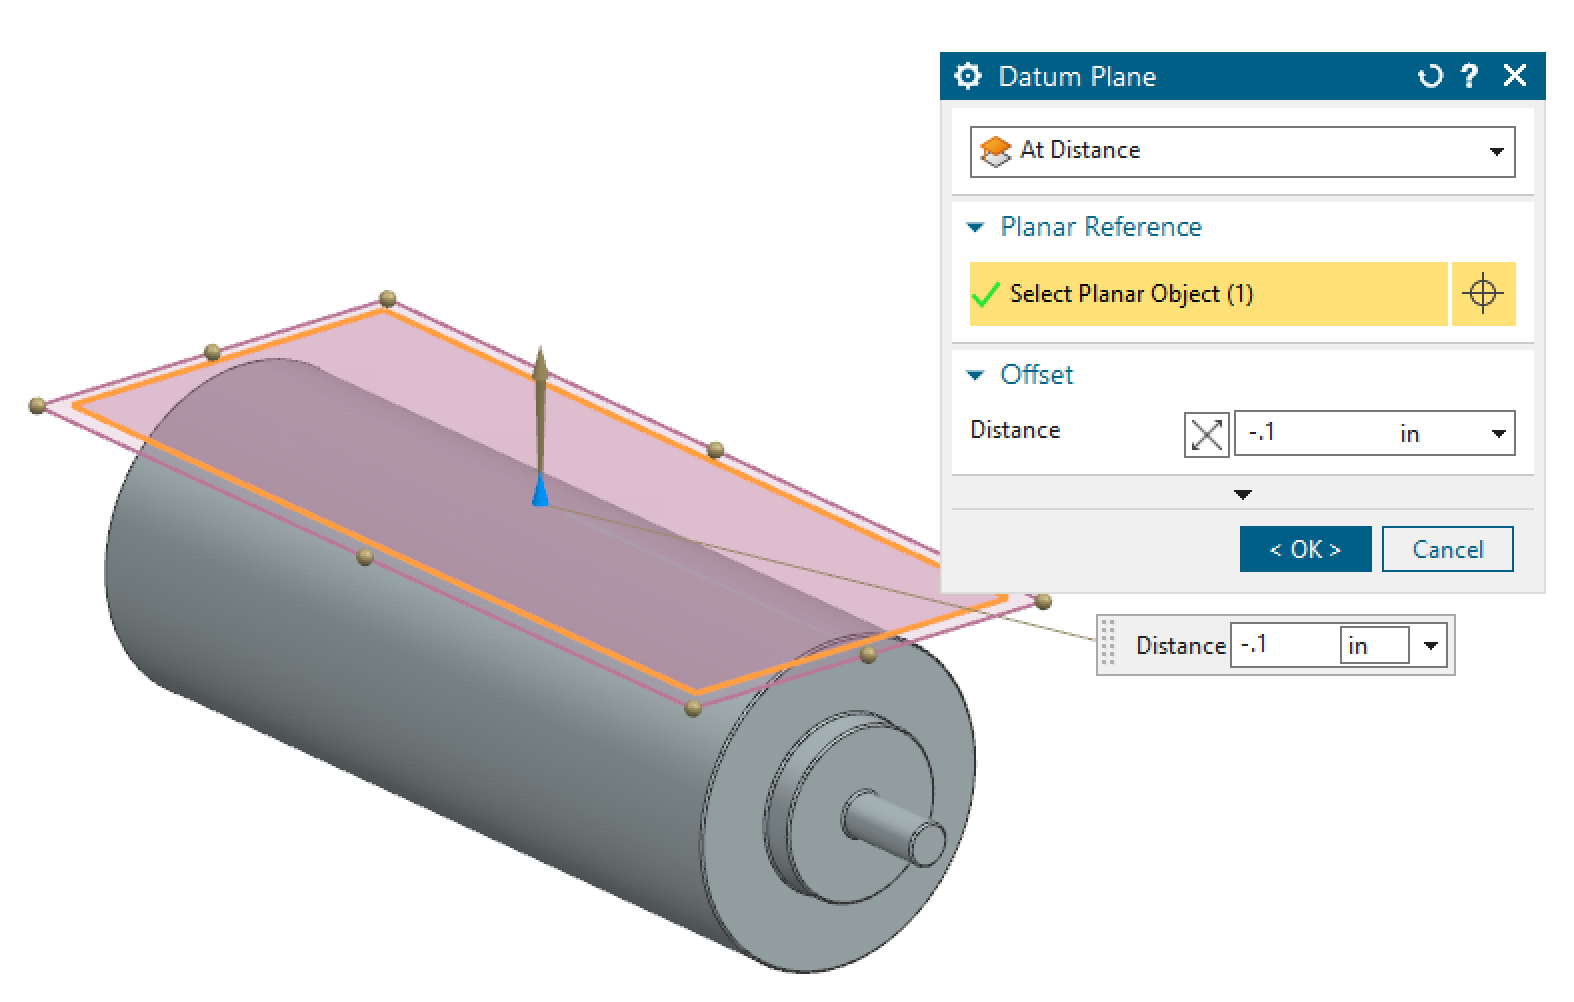 Datum Plane
?
At Distance
Planar Reference
Select Planar Object (1)
Offset
Distance -.1 in
< OK > Cancel
Distance -.1 in